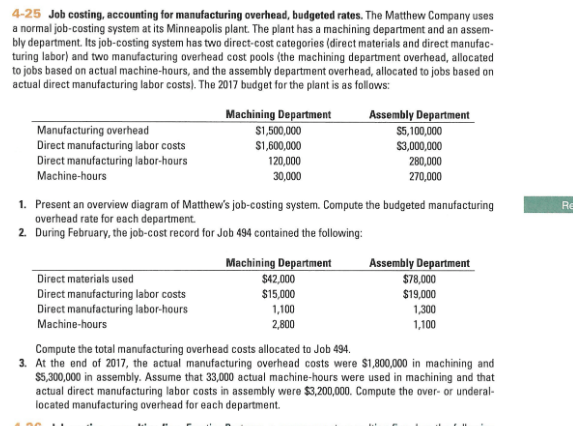 4-25 Job costing, accounting for manufacturing overhead, budgeted rates. The Matthew Company uses
a normal job-costing system at its Minneapolis plant. The plant has a machining department and an assem-
bly department. Its job-costing system has two direct-cost categories (direct materials and direct manufac-
turing labor) and two manufacturing overhead cost pools (the machining department overhead, allocated
to jobs based on actual machine-hours, and the assembly department overhead, allocated to jobs based on
actual direct manufacturing labor costs). The 2017 budget for the plant is as follows:
Machining Department Assembly Department
Manufacturing overhead $1,500,000 $5,100,000
Direct manufacturing labor costs $1,600,000 $3,000,000
Direct manufacturing labor-hours 120,000 280,000
Machine-hours 30,000 270,000
1. Present an overview diagram of Matthew's job-costing system. Compute the budgeted manufacturing
Re
overhead rate for each department.
2. During February, the job-cost record for Job 494 contained the following:
Machining Department Assembly Department
Direct materials used $42,000 $78,000
Direct manufacturing labor costs $15,000 $19,000
Direct manufacturing labor-hours 1,100 1,300
Machine-hours 2,800 1,100
Compute the total manufacturing overhead costs allocated to Job 494.
3. At the end of 2017, the actual manufacturing overhead costs were $1,800,000 in machining and
$5,300,000 in assembly. Assume that 33,000 actual machine-hours were used in machining and that
actual direct manufacturing labor costs in assembly were $3,200,000. Compute the over- or underal-
located manufacturing overhead for each department.